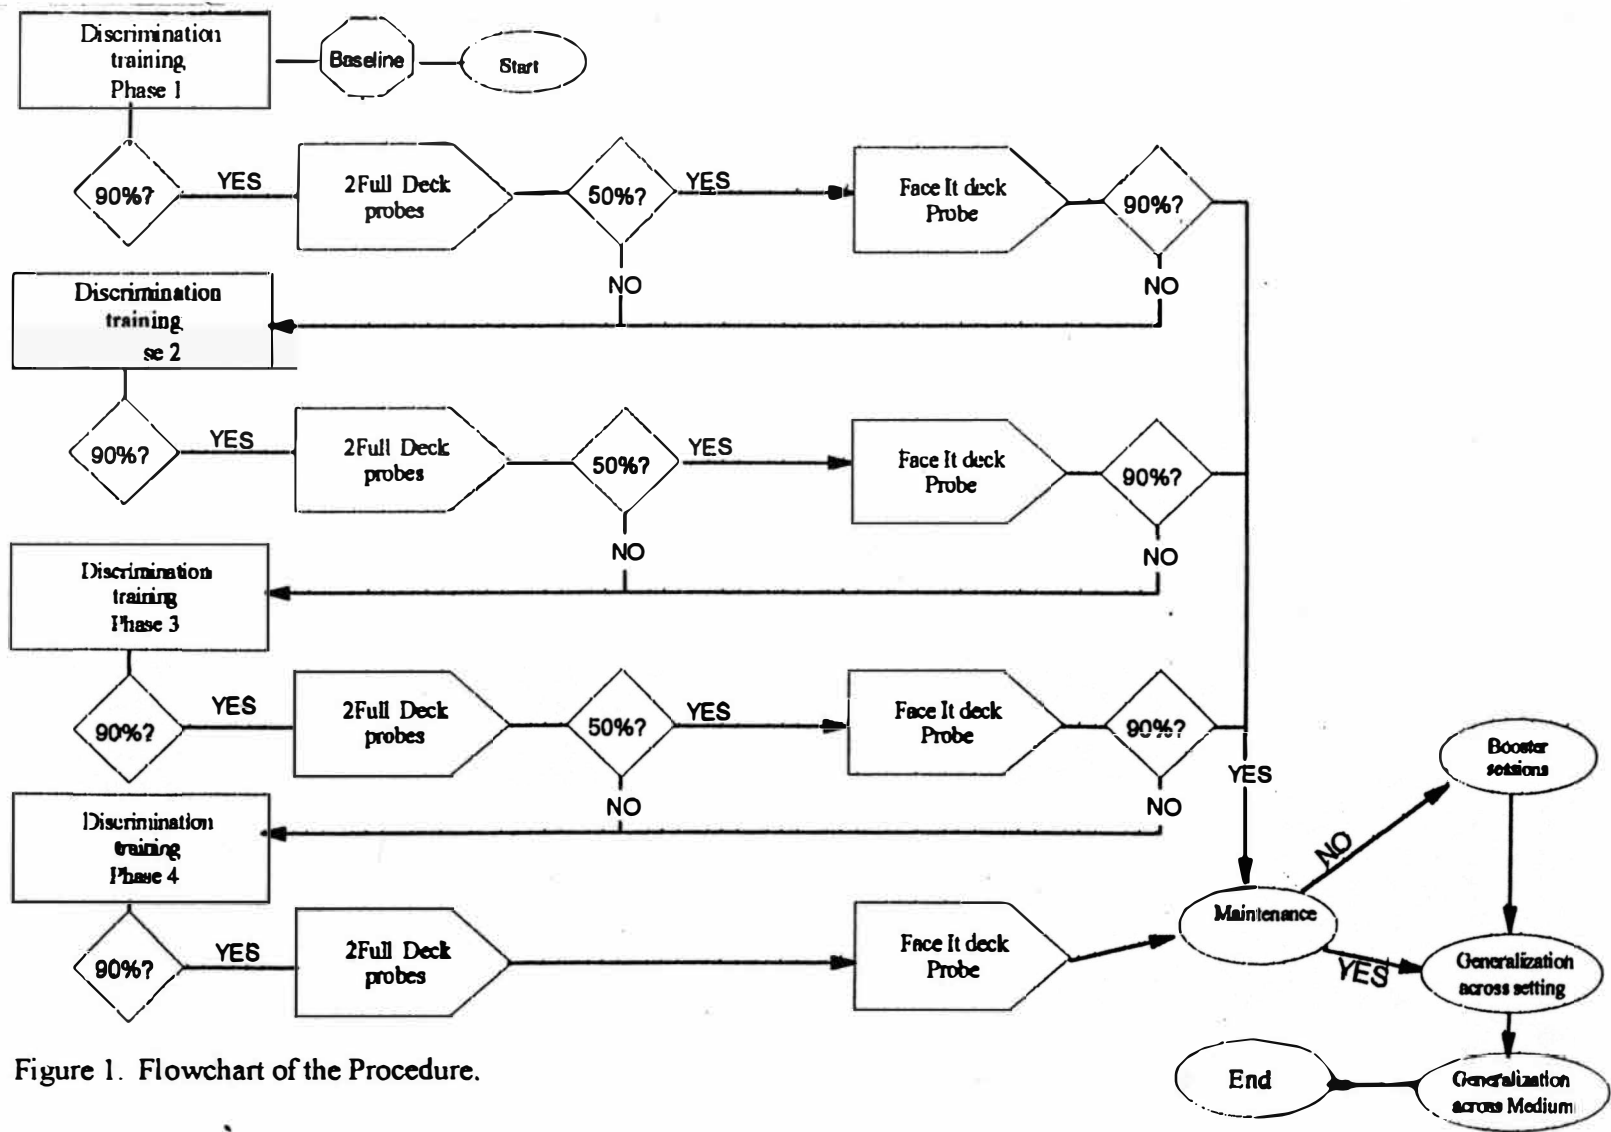 Discrimination
training
Phase 1
Baseline
Start
90%?
YES
2Full Deck
probes
50%?
YES
Face It deck
Probe
90%?
NO
NO
Discrimination
training
se 2
90%?
YES
2Full Deck
probes
50%?
YES
Face It deck
Probe
90%?
NO
NO
Discrimination
training
Phase 3
90%?
YES
2Full Deck
probes
50%?
YES
Face It deck
Probe
90%?
YES
NO
NO
Discrimination
training
Phase 4
90%?
YES
2Full Deck
probes
Face It deck
Probe
Maintenance
NO
Booster
sessions
YES
Generalization
across setting
Generalization
across Medium
End
Figure 1. Flowchart of the Procedure.